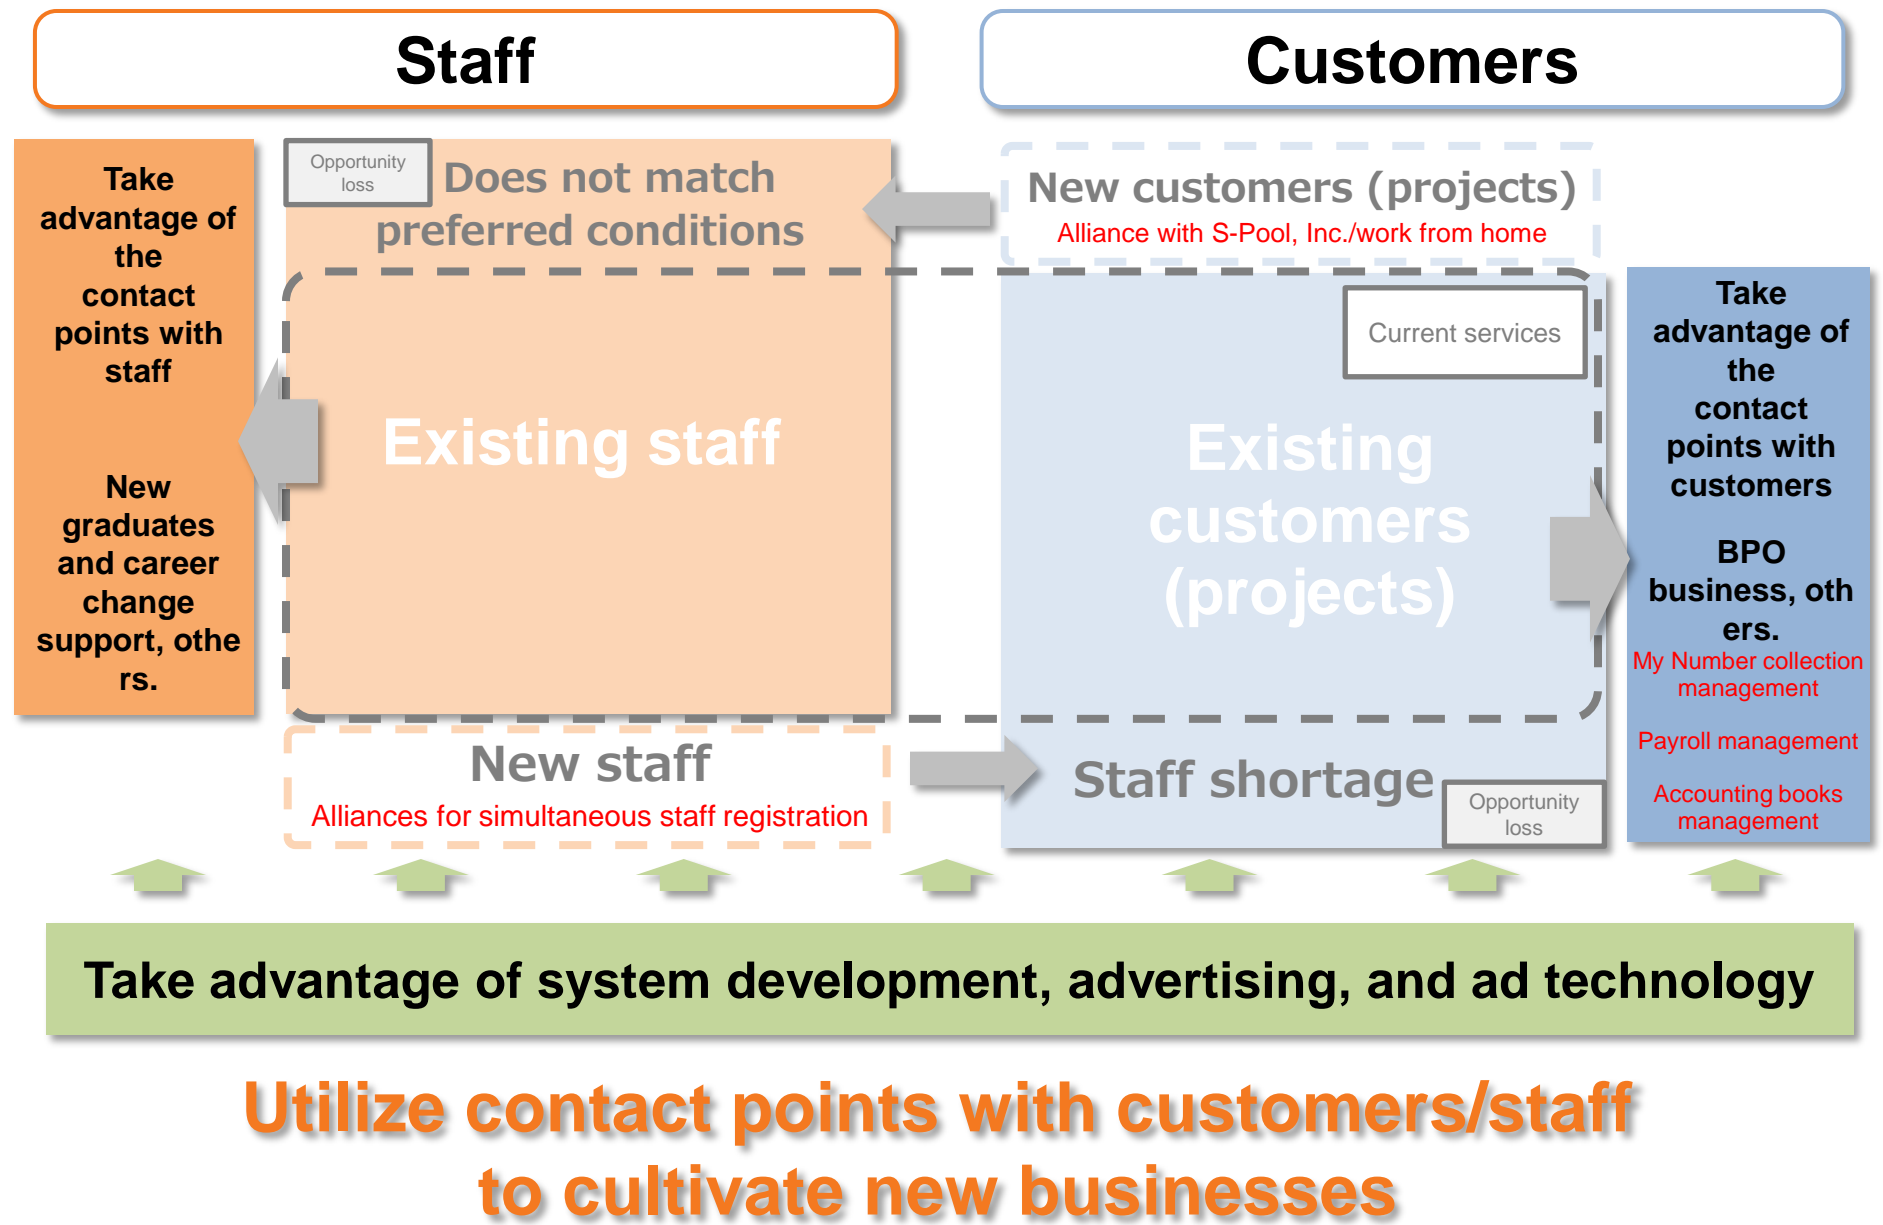 Staff
Customers
Take
advantage of
the
contact
points with
staff
New
graduates
and career
change
support, othe
rs.
Opportunity
loss
Does not match
preferred conditions
New customers (projects)
Alliance with S-Pool, Inc./work from home
Existing staff
Current services
Existing
customers
(projects)
Take
advantage of
the
contact
points with
customers
BPO
business, oth
ers.
My Number collection
management
Payroll management
Accounting books
management
New staff
Alliances for simultaneous staff registration
Staff shortage
Opportunity
loss
Take advantage of system development, advertising, and ad technology
Utilize contact points with customers/staff
to cultivate new businesses